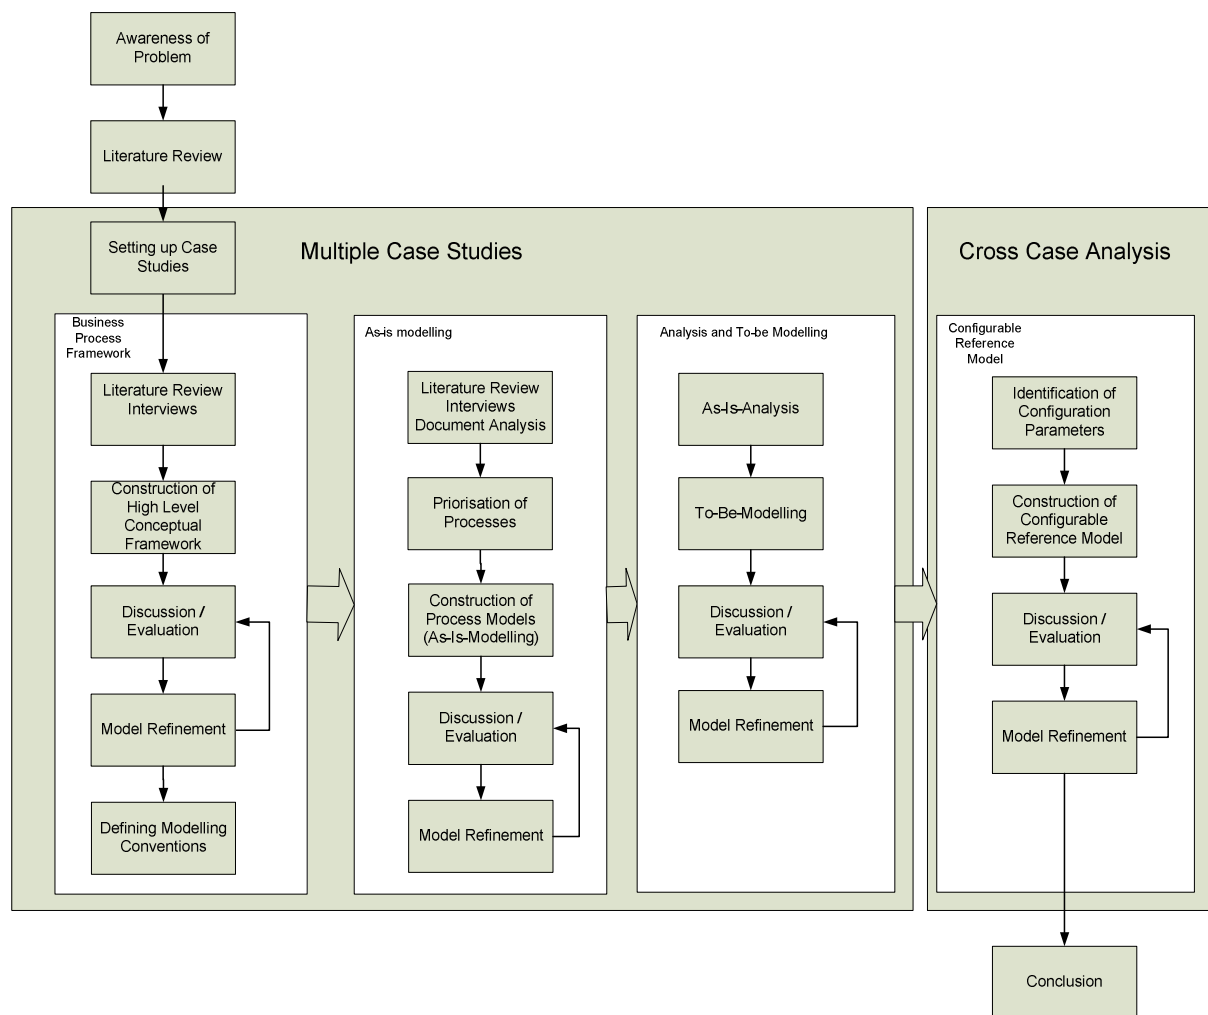 Awareness of
Problem
Literature Review
Setting up Case
Studies
Multiple Case Studies
Business
Process
Framework
Literature Review
Interviews
Construction of
High Level
Conceptual
Framework
Discussion /
Evaluation
Model Refinement
Defining Modelling
Conventions
As-is modelling
Literature Review
Interviews
Document Analysis
Priorisation of
Processes
Construction of
Process Models
(As-Is-Modelling)
Discussion /
Evaluation
Model Refinement
Analysis and To-be Modelling
As-Is-Analysis
To-Be-Modelling
Discussion /
Evaluation
Model Refinement
Cross Case Analysis
Configurable
Reference
Model
Identification of
Configuration
Parameters
Construction of
Configurable
Reference Model
Discussion /
Evaluation
Model Refinement
Conclusion